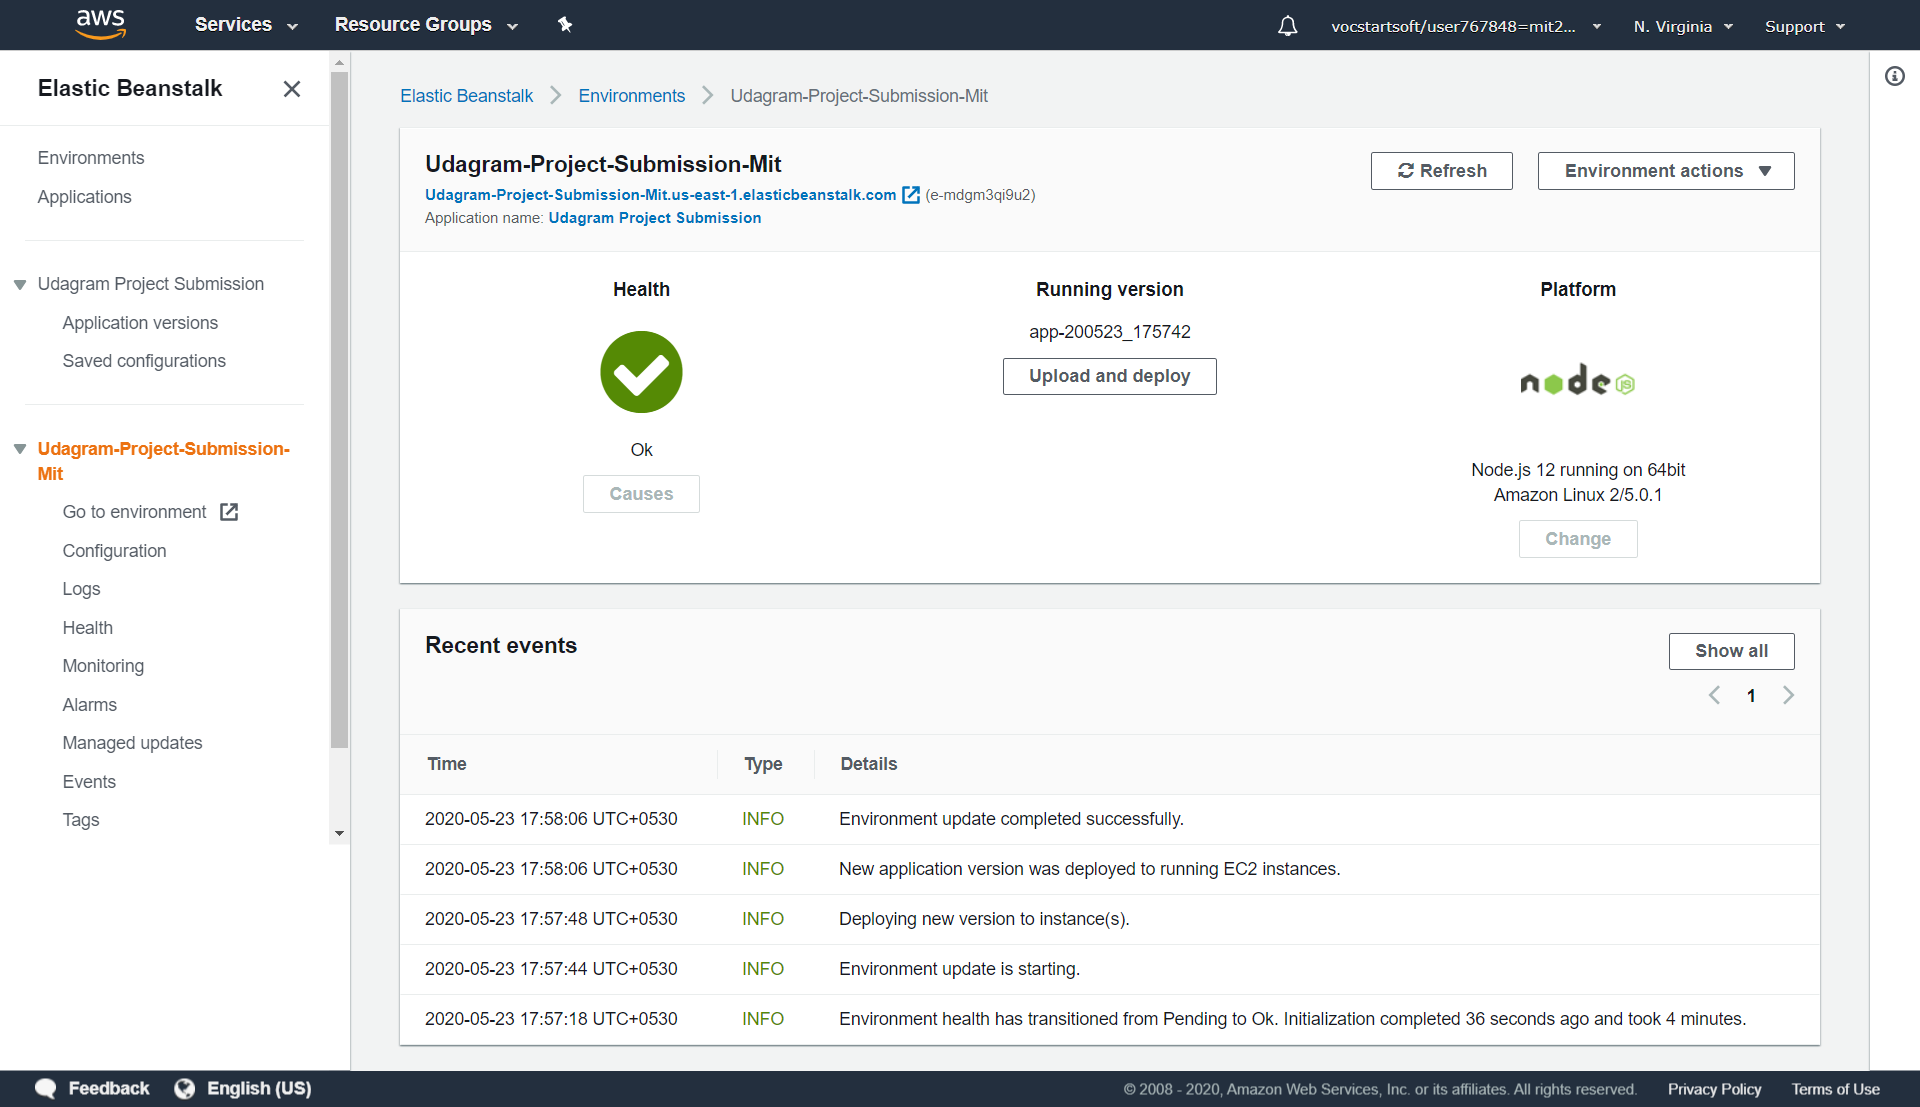 aws
Services
Resource Groups
vocstartsoft/user767848=mit2...
N. Virginia
Support
Elastic Beanstalk
Environments
Applications
Udagram Project Submission
Application versions
Saved configurations
Udagram-Project-Submission-
Mit
Go to environment
Configuration
Logs
Health
Monitoring
Alarms
Managed updates
Events
Tags
Elastic Beanstalk
Environments
Udagram-Project-Submission-Mit
Udagram-Project-Submission-Mit
Udagram-Project-Submission-Mit.us-east-1.elasticbeanstalk.com (e-mdgm3qi9u2)
Application name: Udagram Project Submission
Refresh
Environment actions
Health
Ok
Causes
Running version
app-200523_175742
Upload and deploy
Platform
node JS
Node.js 12 running on 64bit
Amazon Linux 2/5.0.1
Change
Recent events
Show all
1
Time Type Details
2020-05-23 17:58:06 UTC+0530 INFO Environment update completed successfully.
2020-05-23 17:58:06 UTC+0530 INFO New application version was deployed to running EC2 instances.
2020-05-23 17:57:48 UTC+0530 INFO Deploying new version to instance(s).
2020-05-23 17:57:44 UTC+0530 INFO Environment update is starting.
2020-05-23 17:57:18 UTC+0530 INFO Environment health has transitioned from Pending to Ok. Initialization completed 36 seconds ago and took 4 minutes.
Feedback
English (US)
© 2008 - 2020, Amazon Web Services, Inc. or its affiliates. All rights reserved.
Privacy Policy
Terms of Use